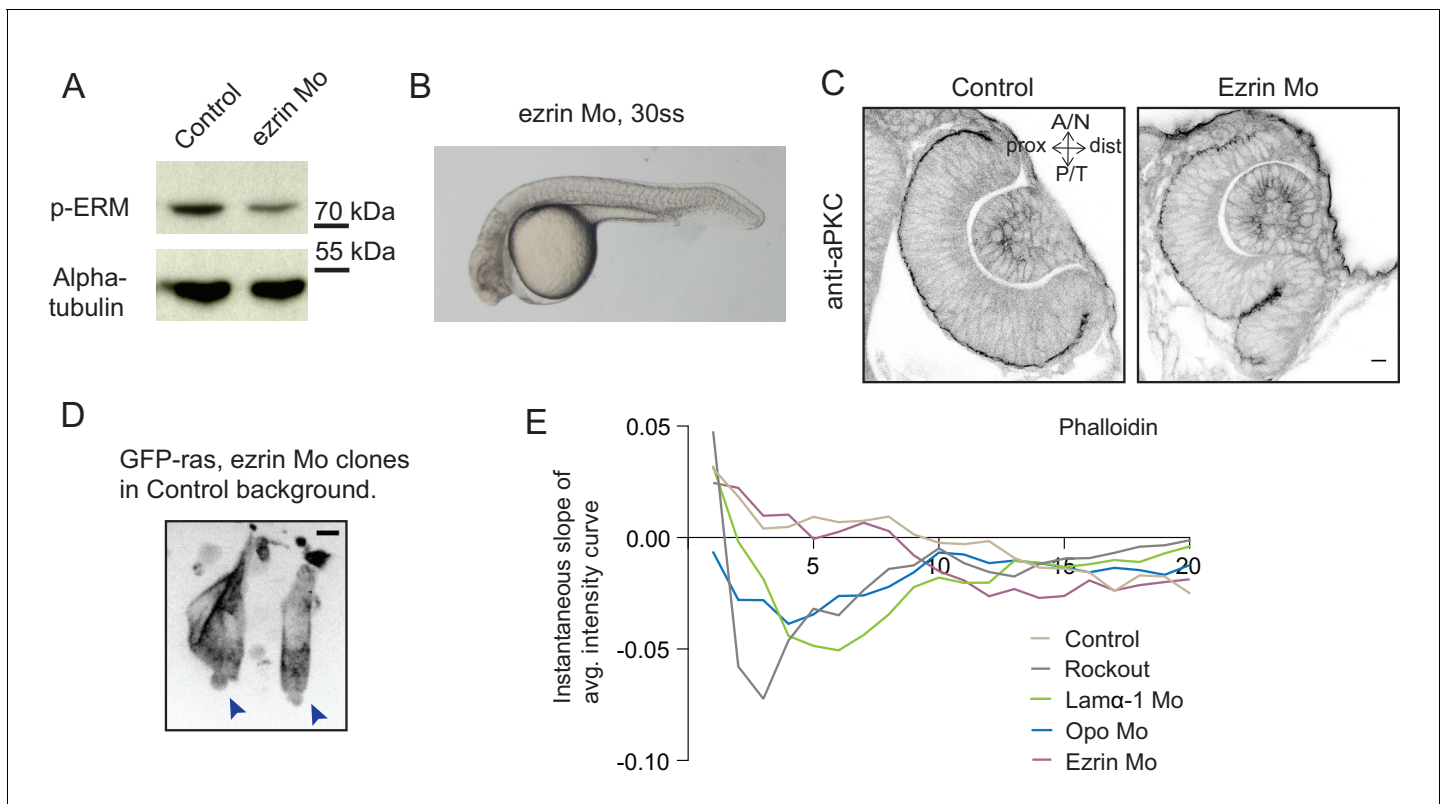 A
Control
ezrin Mo
p-ERM
70 kDa
55 kDa
Alpha-
tubulin
B
ezrin Mo, 30ss
C
Control
Ezrin Mo
anti-aPKC
A/N
prox
dist
P/T
D
GFP-ras, ezrin Mo clones
in Control background.
E
Phalloidin
Instantaneous slope of
avg. intensity curve
0.05
0.00
-0.05
-0.10
5
10
15
20
Control
Rockout
Lamα-1 Mo
Opo Mo
Ezrin Mo